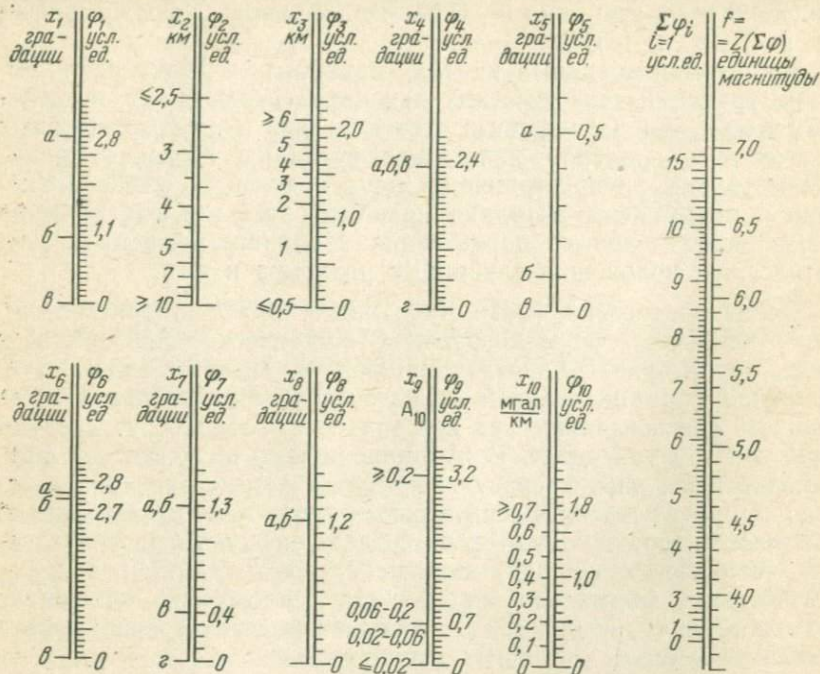 x₁ φ₁
гра- усл.
дации ед.
а 2,8
б 1,1
в 0
x₂ φ₂
км усл.
ед.
≤2,5
3
4
5
7
≥10
x₃ φ₃
км усл.
ед.
≥6 2,0
5
4
3
2 1,0
1
≤0,5 0
x₄ φ₄
гра- усл.
дации ед.
а,б,в 2,4
г 0
x₅ φ₅
гра- усл.
дации ед.
а 0,5
б
в 0
Σφᵢ f=
i=1 =Z(Σφ)
усл.ед. единицы
магнитуды
7,0
15
6,5
10
9 6,0
8
5,5
7
6 5,0
5
4,5
4
3 4,0
1
0
x₆ φ₆
гра- усл.
дации ед.
а 2,8
б 2,7
в 0
x₇ φ₇
гра- усл.
дации ед.
а,б 1,3
в 0,4
г 0
x₈ φ₈
гра- усл.
дации ед.
а,б 1,2
0
x₉ φ₉
А₁₀ усл.
ед.
≥0,2 3,2
0,06-0,2 0,7
0,02-0,06
≤0,02 0
x₁₀ φ₁₀
мгал усл.
км ед.
≥0,7 1,8
0,6
0,5
0,4 1,0
0,3
0,2
0,1
0 0